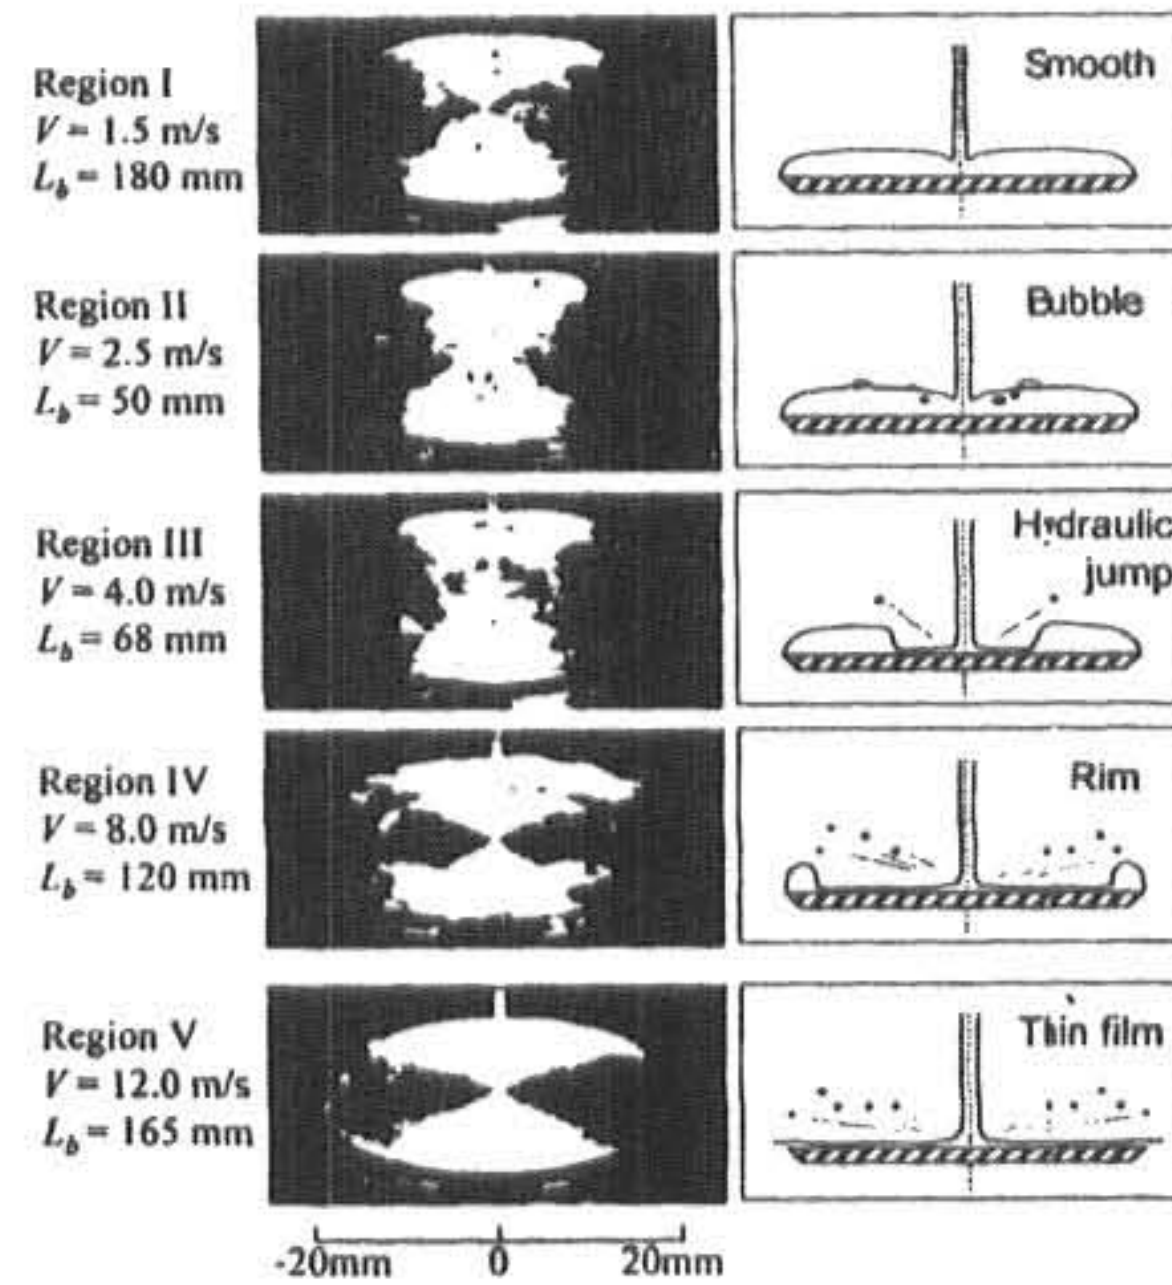 Region I
V = 1.5 m/s
L_b = 180 mm
Smooth
Region II
V = 2.5 m/s
L_b = 50 mm
Bubble
Region III
V = 4.0 m/s
L_b = 68 mm
Hydraulic
jump
Region IV
V = 8.0 m/s
L_b = 120 mm
Rim
Region V
V = 12.0 m/s
L_b = 165 mm
Thin film
-20mm 0 20mm